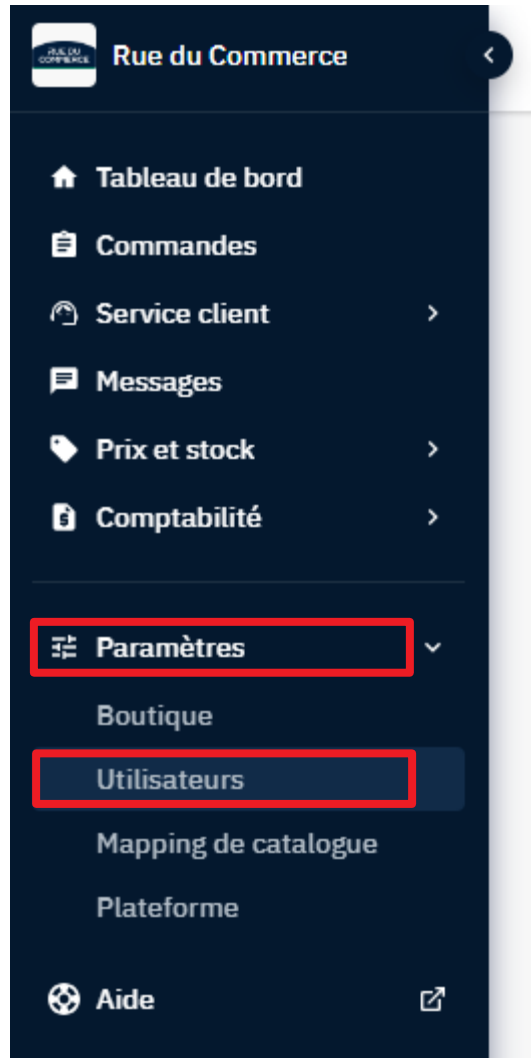 RUE DU
COMMERCE
Rue du Commerce
Tableau de bord
Commandes
Service client
Messages
Prix et stock
Comptabilité
Paramètres
Boutique
Utilisateurs
Mapping de catalogue
Plateforme
Aide